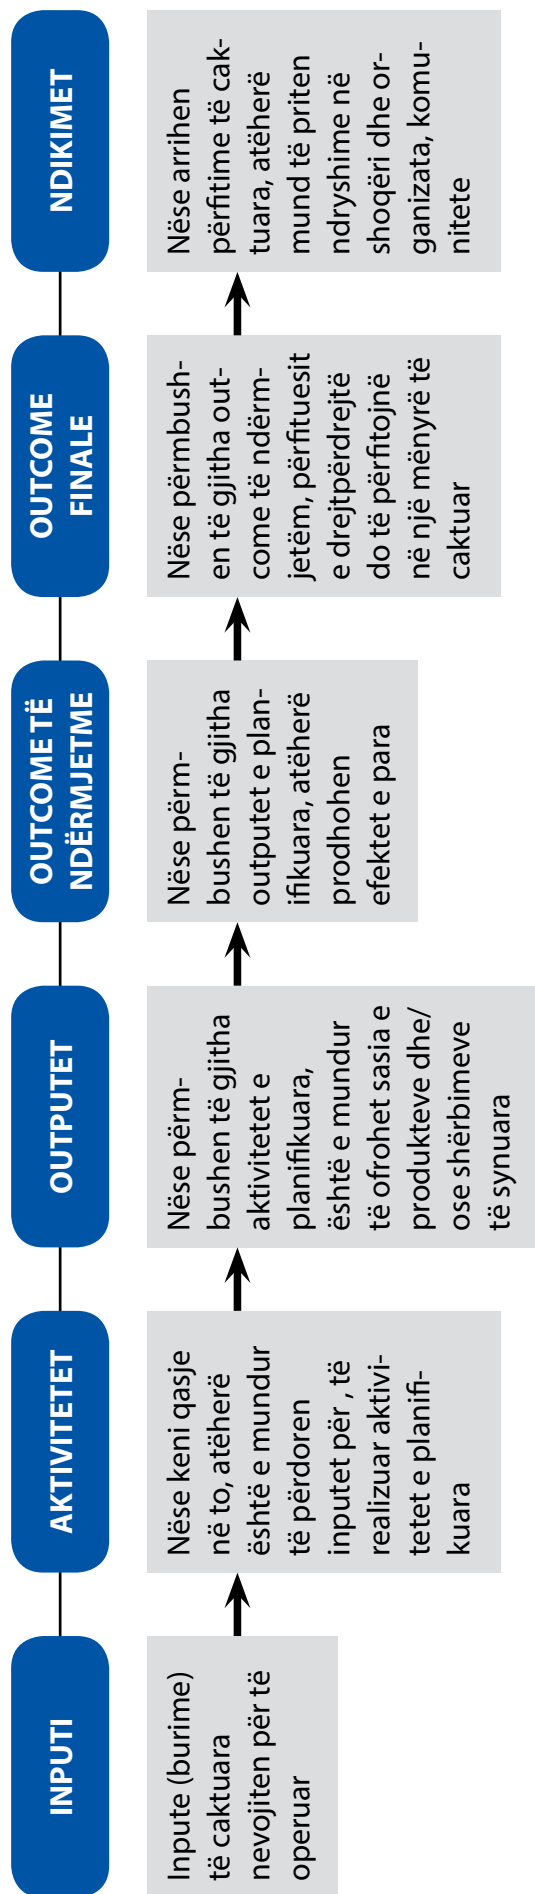 INPUTI
Inpute (burime)
të caktuara
nevojiten për të
operuar
AKTIVITETET
Nëse keni qasje
në to, atëherë
është e mundur
të përdoren
inputet për , të
realizuar aktivi-
tetet e planifi-
kuara
OUTPUTET
Nëse përm-
bushen të gjitha
aktivitetet e
planifikuara,
është e mundur
të ofrohet sasia e
produkteve dhe/
ose shërbimeve
të synuara
OUTCOME TË
NDËRMJETME
Nëse përm-
bushen të gjitha
outputet e plan-
ifikuara, atëherë
prodhohen
efektet e para
OUTCOME
FINALE
Nëse përmbush-
en të gjitha out-
come të ndërm-
jetëm, përfituesit
e drejtpërdrejtë
do të përfitojnë
në një mënyrë të
caktuar
NDIKIMET
Nëse arrihen
përfitime të cak-
tuara, atëherë
mund të priten
ndryshime në
shoqëri dhe or-
ganizata, komu-
nitete